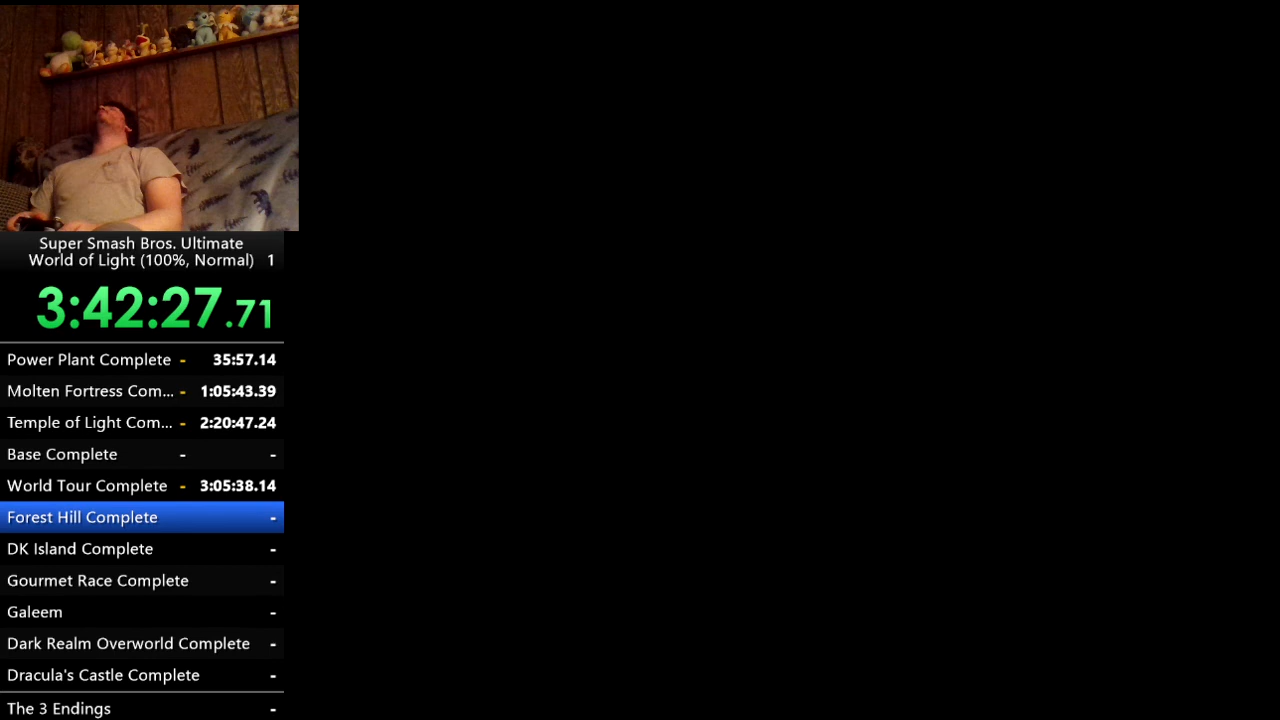 Super Smash Bros. Ultimate
World of Light (100%, Normal) 1
3:42:27.71
Power Plant Complete - 35:57.14
Molten Fortress Com... - 1:05:43.39
Temple of Light Com... - 2:20:47.24
Base Complete - -
World Tour Complete - 3:05:38.14
Forest Hill Complete -
DK Island Complete -
Gourmet Race Complete -
Galeem -
Dark Realm Overworld Complete -
Dracula's Castle Complete -
The 3 Endings -